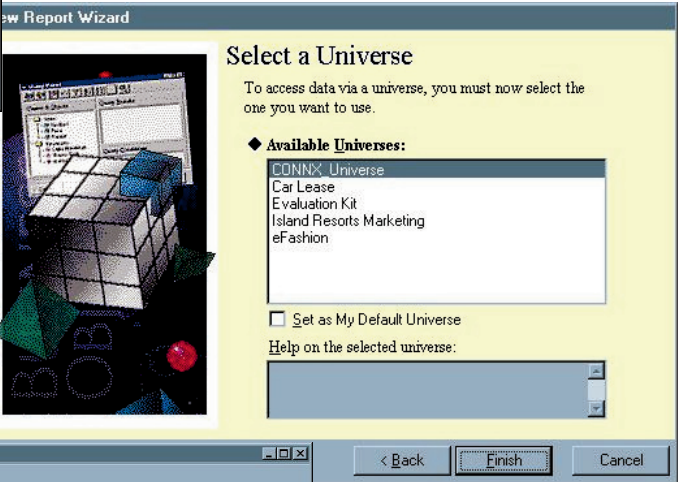 ew Report Wizard
Select a Universe
To access data via a universe, you must now select the
one you want to use.
Available Universes:
CONNX_Universe
Car Lease
Evaluation Kit
Island Resorts Marketing
eFashion
Set as My Default Universe
Help on the selected universe:
< Back
Finish
Cancel